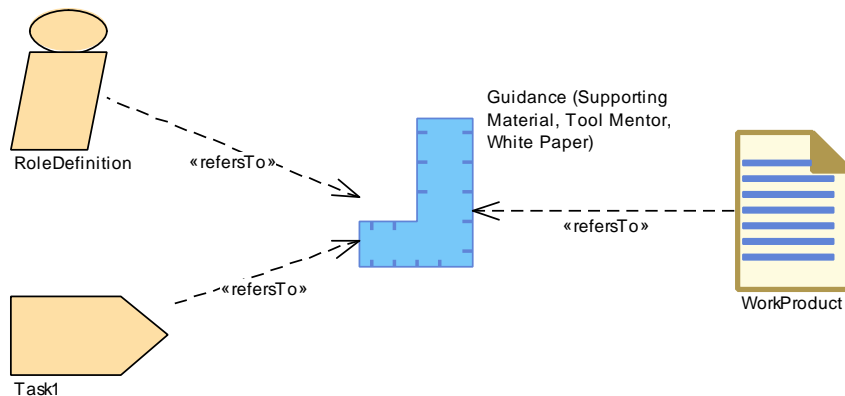 Guidance (Supporting
Material, Tool Mentor,
White Paper)
RoleDefinition
«refersTo»
«refersTo»
«refersTo»
WorkProduct
Task1